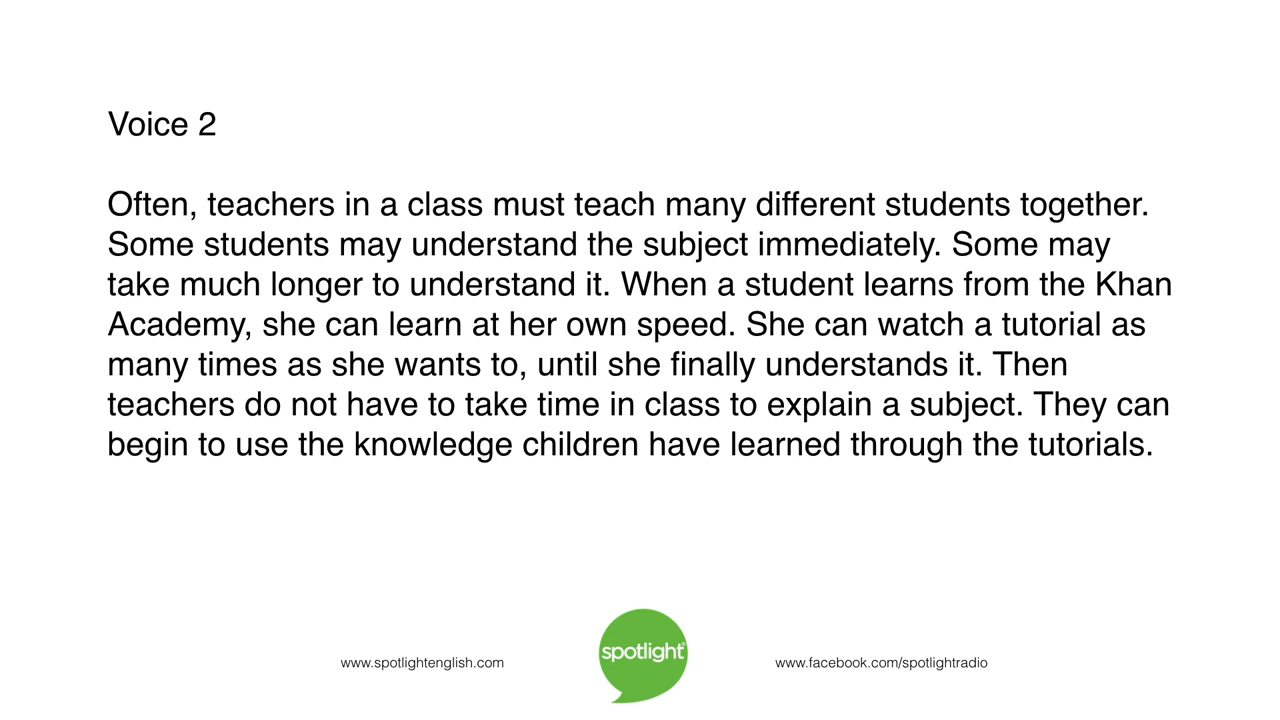 Voice 2
Often, teachers in a class must teach many different students together.
Some students may understand the subject immediately. Some may
take much longer to understand it. When a student learns from the Khan
Academy, she can learn at her own speed. She can watch a tutorial as
many times as she wants to, until she finally understands it. Then
teachers do not have to take time in class to explain a subject. They can
begin to use the knowledge children have learned through the tutorials.
www.spotlightenglish.com
spotlight®
www.facebook.com/spotlightradio